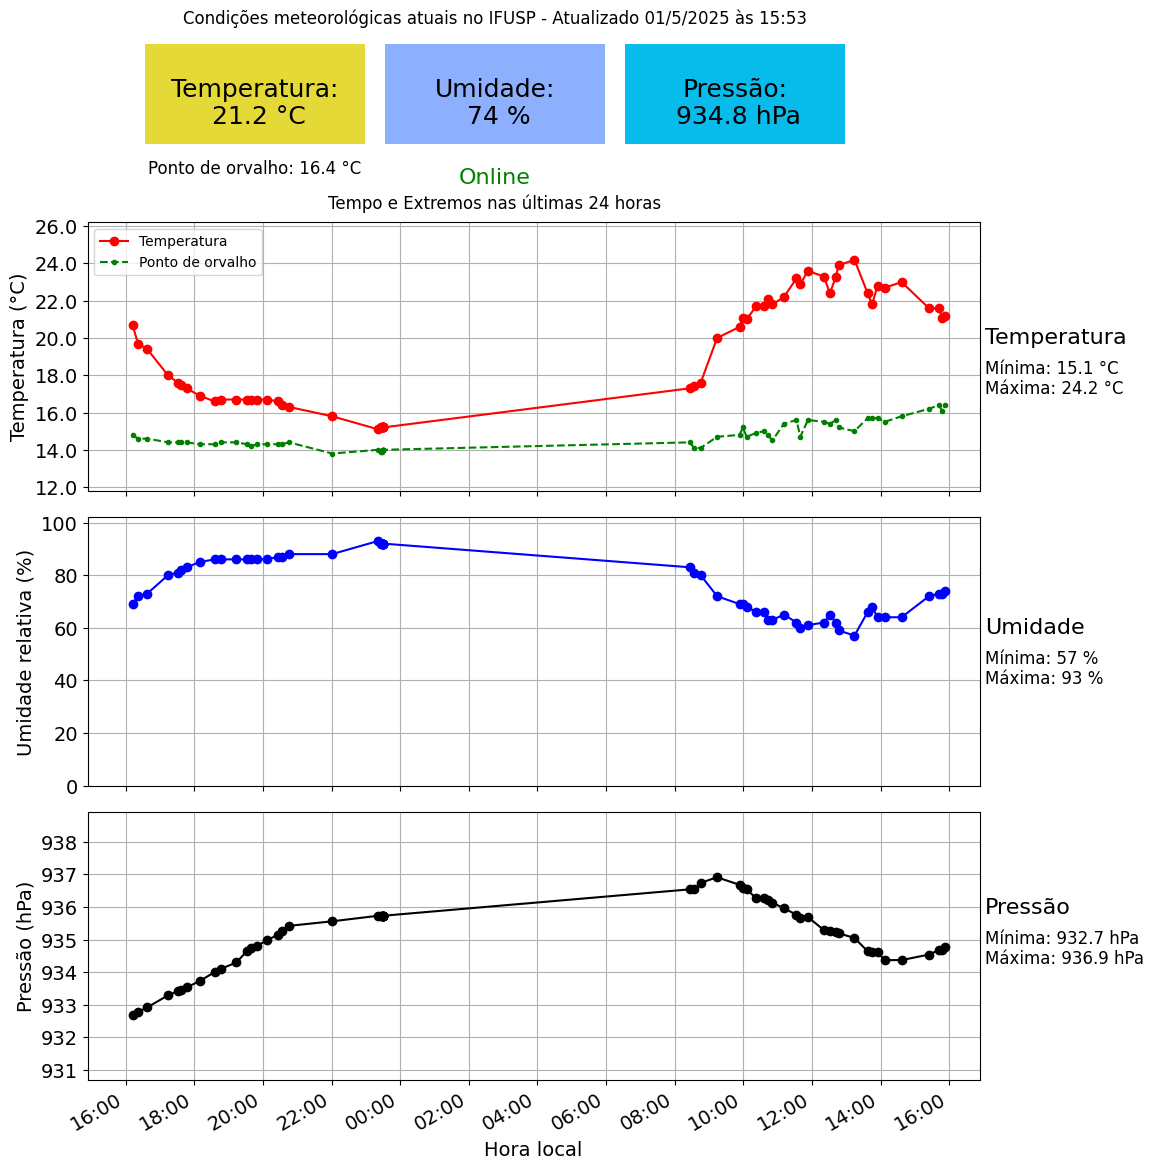 Condições meteorológicas atuais no IFUSP - Atualizado 01/5/2025 às 15:53
Temperatura:
21.2 °C
Umidade:
74 %
Pressão:
934.8 hPa
Ponto de orvalho: 16.4 °C
Online
Tempo e Extremos nas últimas 24 horas
Temperatura (°C)
26.0
24.0
22.0
20.0
18.0
16.0
14.0
12.0
Temperatura
Ponto de orvalho
Temperatura
Mínima: 15.1 °C
Máxima: 24.2 °C
Umidade relativa (%)
100
80
60
40
20
0
Umidade
Mínima: 57 %
Máxima: 93 %
Pressão (hPa)
938
937
936
935
934
933
932
931
Pressão
Mínima: 932.7 hPa
Máxima: 936.9 hPa
16:00 18:00 20:00 22:00 00:00 02:00 04:00 06:00 08:00 10:00 12:00 14:00 16:00
Hora local